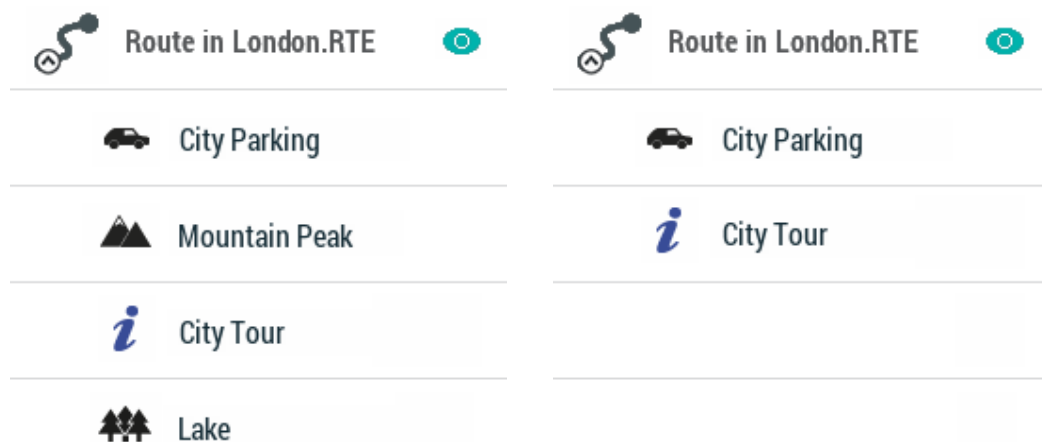 Route in London.RTE
City Parking
Mountain Peak
City Tour
Lake
Route in London.RTE
City Parking
City Tour